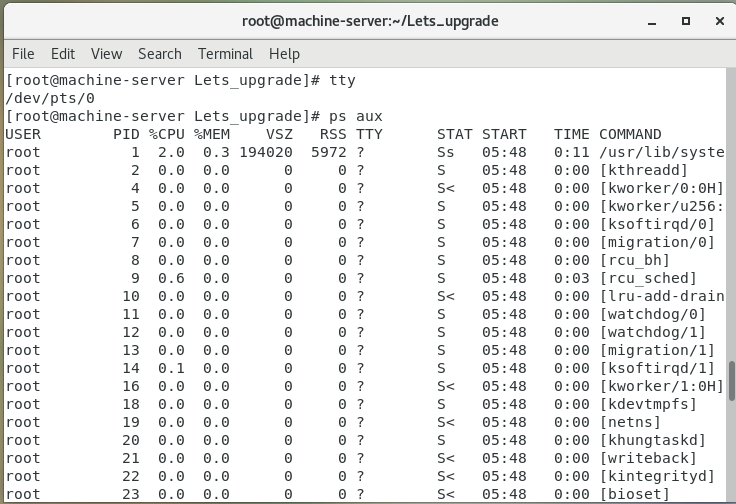 root@machine-server:~/Lets_upgrade
File Edit View Search Terminal Help
[root@machine-server Lets_upgrade]# tty
/dev/pts/0
[root@machine-server Lets_upgrade]# ps aux
USER        PID %CPU %MEM    VSZ   RSS TTY      STAT START   TIME COMMAND
root          1  2.0  0.3 194020  5972 ?        Ss   05:48   0:11 /usr/lib/syste
root          2  0.0  0.0      0     0 ?        S    05:48   0:00 [kthreadd]
root          4  0.0  0.0      0     0 ?        S<   05:48   0:00 [kworker/0:0H]
root          5  0.0  0.0      0     0 ?        S    05:48   0:00 [kworker/u256:
root          6  0.0  0.0      0     0 ?        S    05:48   0:00 [ksoftirqd/0]
root          7  0.0  0.0      0     0 ?        S    05:48   0:00 [migration/0]
root          8  0.0  0.0      0     0 ?        S    05:48   0:00 [rcu_bh]
root          9  0.6  0.0      0     0 ?        S    05:48   0:03 [rcu_sched]
root         10  0.0  0.0      0     0 ?        S<   05:48   0:00 [lru-add-drain
root         11  0.0  0.0      0     0 ?        S    05:48   0:00 [watchdog/0]
root         12  0.0  0.0      0     0 ?        S    05:48   0:00 [watchdog/1]
root         13  0.0  0.0      0     0 ?        S    05:48   0:00 [migration/1]
root         14  0.1  0.0      0     0 ?        S    05:48   0:00 [ksoftirqd/1]
root         16  0.0  0.0      0     0 ?        S<   05:48   0:00 [kworker/1:0H]
root         18  0.0  0.0      0     0 ?        S    05:48   0:00 [kdevtmpfs]
root         19  0.0  0.0      0     0 ?        S<   05:48   0:00 [netns]
root         20  0.0  0.0      0     0 ?        S    05:48   0:00 [khungtaskd]
root         21  0.0  0.0      0     0 ?        S<   05:48   0:00 [writeback]
root         22  0.0  0.0      0     0 ?        S<   05:48   0:00 [kintegrityd]
root         23  0.0  0.0      0     0 ?        S<   05:48   0:00 [bioset]